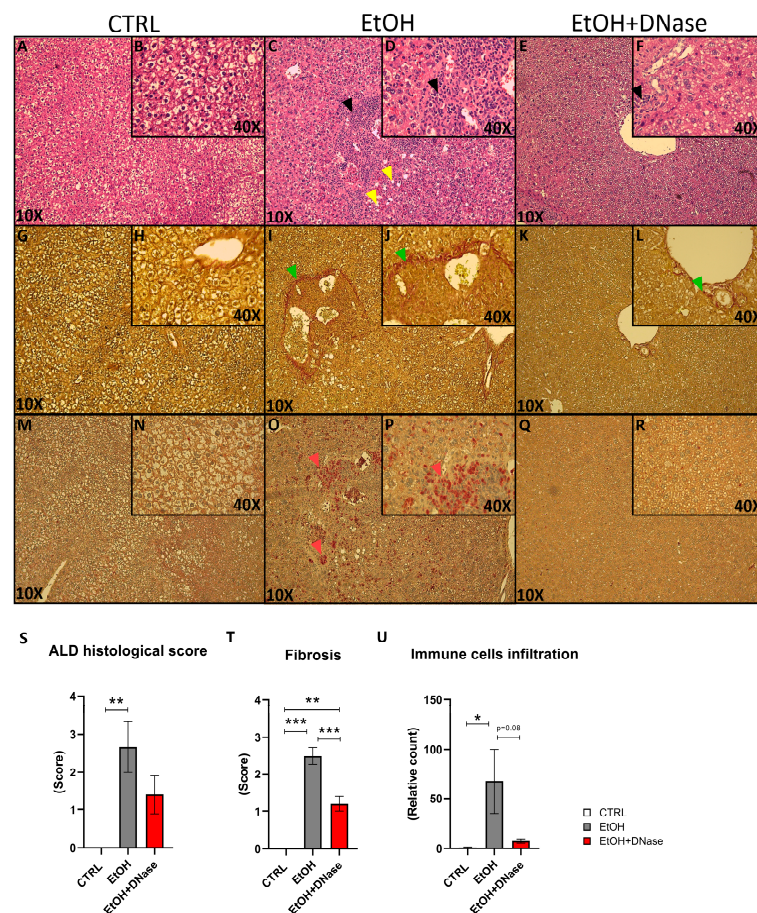 CTRL EtOH EtOH+DNase
A B C D E F
40X 40X 40X
10X 10X 10X
G H I J K L
40X 40X 40X
10X 10X 10X
M N O P Q R
40X 40X 40X
10X 10X 10X
S T U
ALD histological score Fibrosis Immune cells infiltration
4
3
2
1
0
(Score)
**
CTRL
EtOH
EtOH+DNase
4
3
2
1
0
(Score)
**
***
***
CTRL
EtOH
EtOH+DNase
150
100
50
0
(Relative count)
*
p=0.08
CTRL
EtOH
EtOH+DNase
CTRL
EtOH
EtOH+DNase